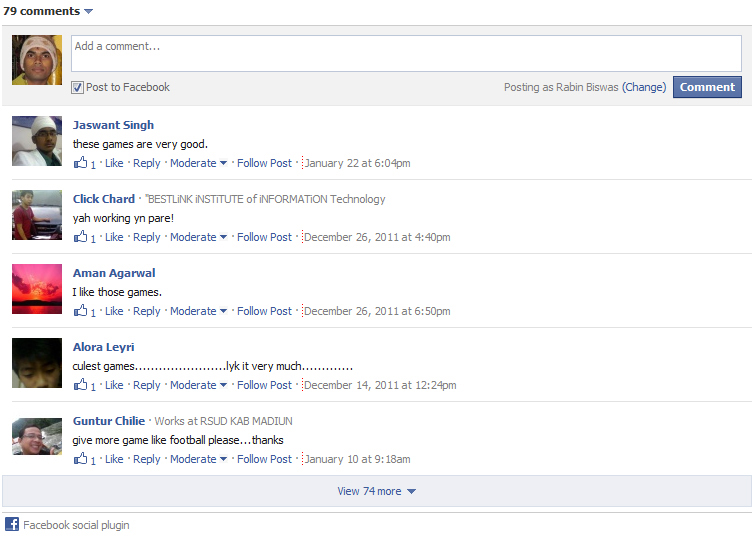 79 comments
Add a comment...
Post to Facebook Posting as Rabin Biswas (Change) Comment
Jaswant Singh
these games are very good.
1 · Like · Reply · Moderate · Follow Post · January 22 at 6:04pm
Click Chard · "BESTLiNK iNSTiTUTE of iNFORMATiON Technology
yah working yn pare!
1 · Like · Reply · Moderate · Follow Post · December 26, 2011 at 4:40pm
Aman Agarwal
I like those games.
1 · Like · Reply · Moderate · Follow Post · December 26, 2011 at 6:50pm
Alora Leyri
culest games.......................lyk it very much.............
1 · Like · Reply · Moderate · Follow Post · December 14, 2011 at 12:24pm
Guntur Chilie · Works at RSUD KAB MADIUN
give more game like football please...thanks
1 · Like · Reply · Moderate · Follow Post · January 10 at 9:18am
View 74 more
Facebook social plugin